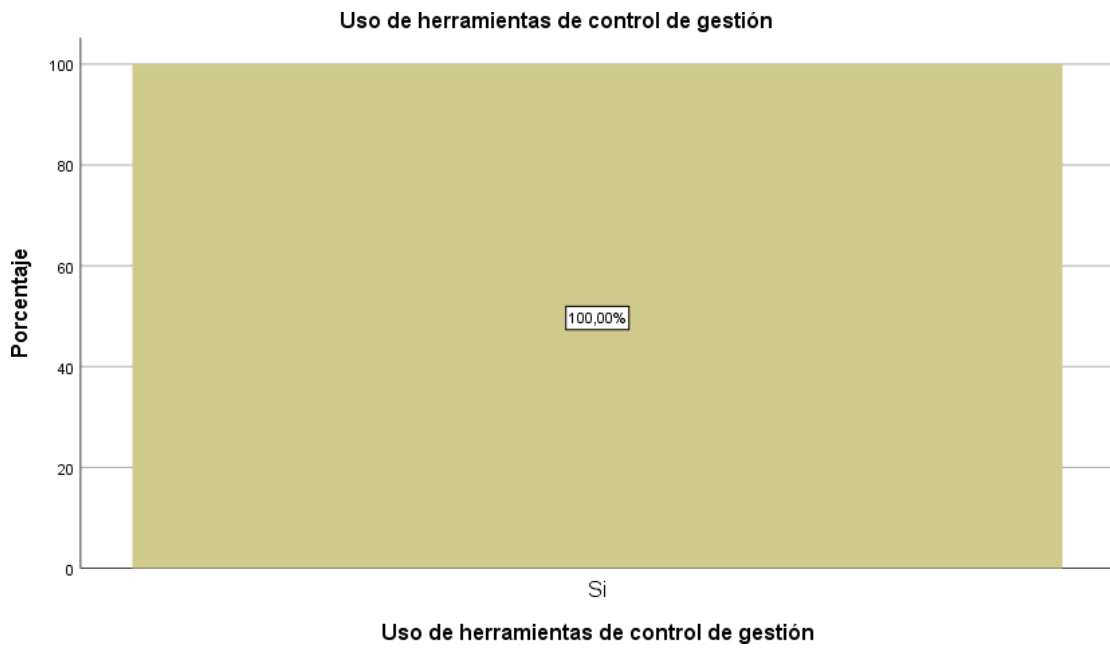 Uso de herramientas de control de gestión
Porcentaje
100
80
60
40
20
0
100,00%
Si
Uso de herramientas de control de gestión